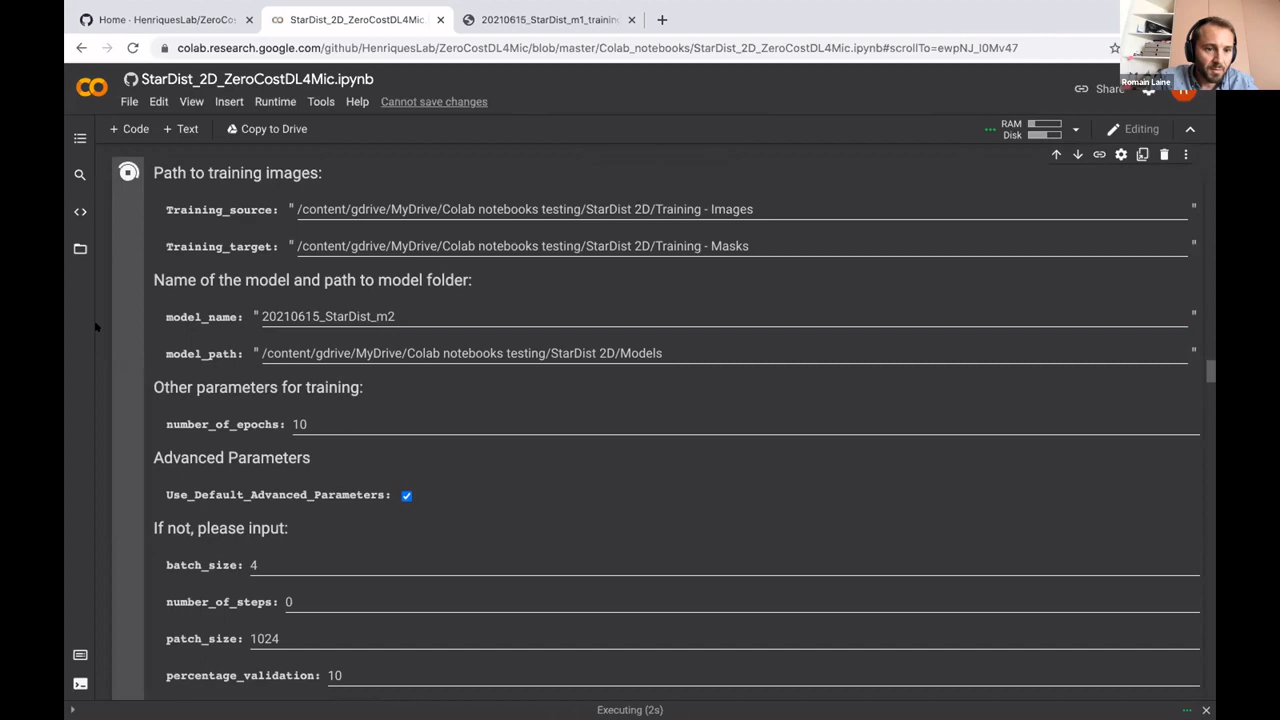 Home · HenriquesLab/ZeroCos
StarDist_2D_ZeroCostDL4Mic.
20210615_StarDist_m1_training
colab.research.google.com/github/HenriquesLab/ZeroCostDL4Mic/blob/master/Colab_notebooks/StarDist_2D_ZeroCostDL4Mic.ipynb#scrollTo=ewpNJ_I0Mv47
Romain Laine
StarDist_2D_ZeroCostDL4Mic.ipynb
Share
File Edit View Insert Runtime Tools Help Cannot save changes
+ Code + Text Copy to Drive
RAM
Disk
Editing
Path to training images:
Training_source: " /content/gdrive/MyDrive/Colab notebooks testing/StarDist 2D/Training - Images "
Training_target: " /content/gdrive/MyDrive/Colab notebooks testing/StarDist 2D/Training - Masks "
Name of the model and path to model folder:
model_name: " 20210615_StarDist_m2 "
model_path: " /content/gdrive/MyDrive/Colab notebooks testing/StarDist 2D/Models "
Other parameters for training:
number_of_epochs: 10
Advanced Parameters
Use_Default_Advanced_Parameters:
If not, please input:
batch_size: 4
number_of_steps: 0
patch_size: 1024
percentage_validation: 10
Executing (2s)